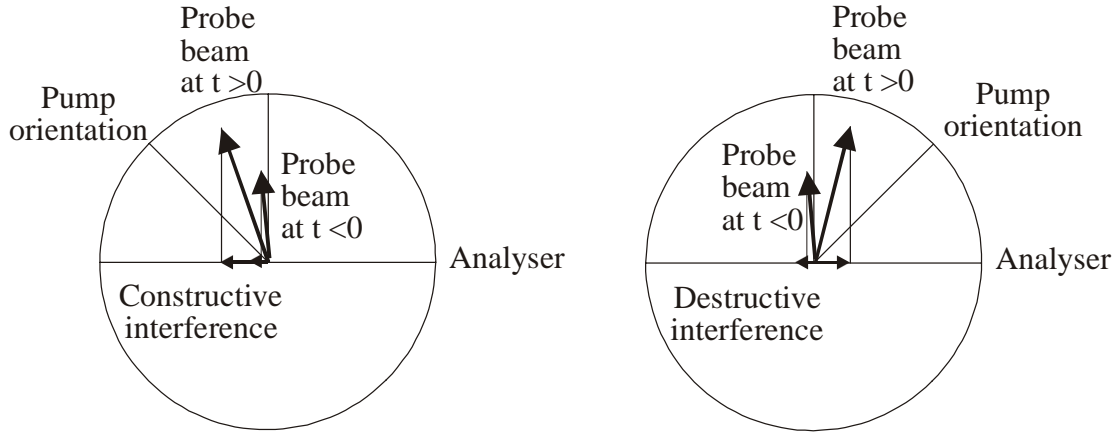 Probe
beam
at t >0
Pump
orientation
Probe
beam
at t <0
Analyser
Constructive
interference
Probe
beam
at t >0
Pump
orientation
Probe
beam
at t <0
Analyser
Destructive
interference